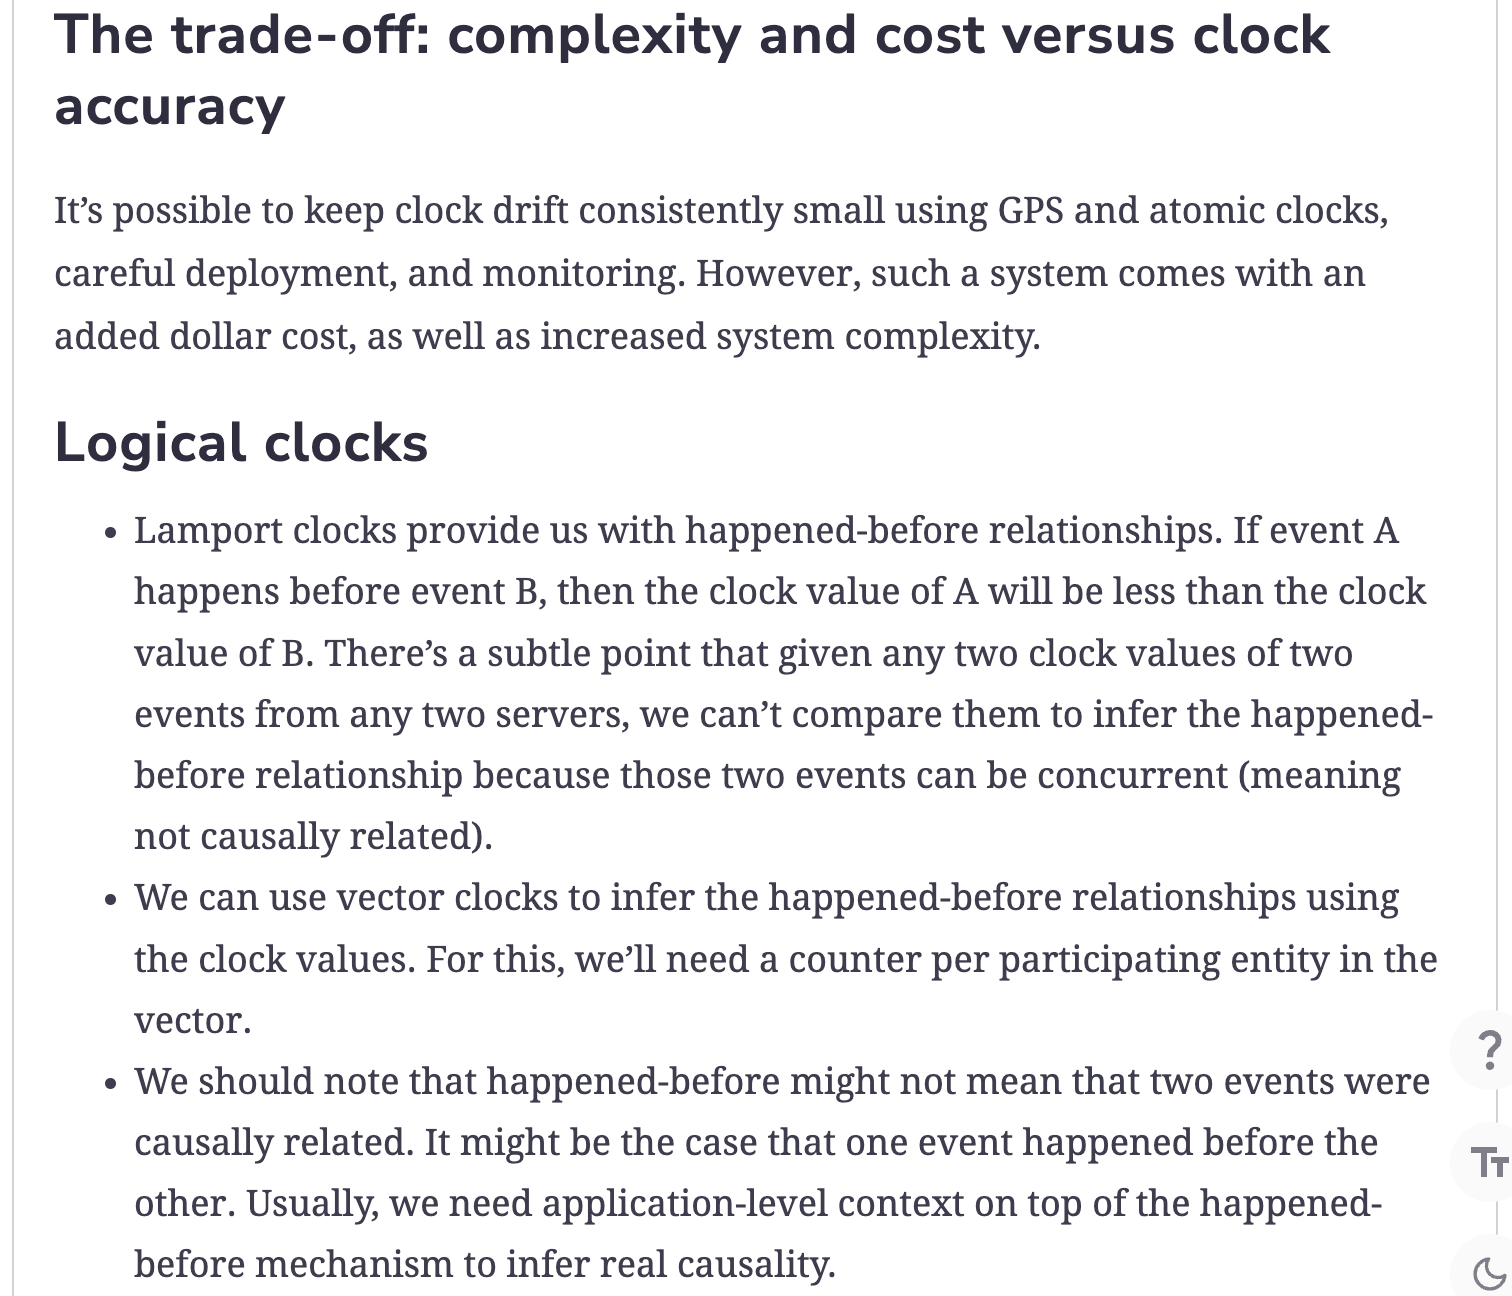 The trade-off: complexity and cost versus clock
accuracy
It’s possible to keep clock drift consistently small using GPS and atomic clocks,
careful deployment, and monitoring. However, such a system comes with an
added dollar cost, as well as increased system complexity.
Logical clocks
• Lamport clocks provide us with happened-before relationships. If event A
happens before event B, then the clock value of A will be less than the clock
value of B. There’s a subtle point that given any two clock values of two
events from any two servers, we can’t compare them to infer the happened-
before relationship because those two events can be concurrent (meaning
not causally related).
• We can use vector clocks to infer the happened-before relationships using
the clock values. For this, we’ll need a counter per participating entity in the
vector.
• We should note that happened-before might not mean that two events were
causally related. It might be the case that one event happened before the
other. Usually, we need application-level context on top of the happened-
before mechanism to infer real causality.
?
TT